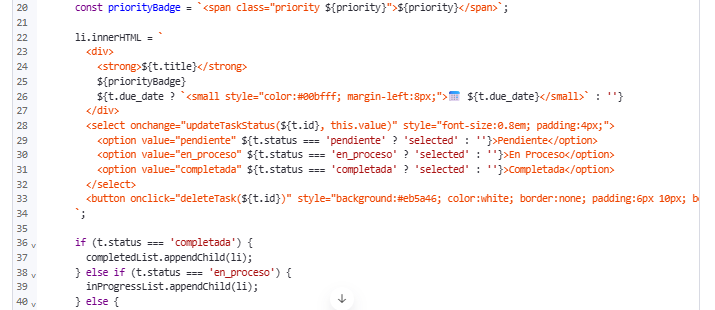 20 const priorityBadge = `<span class="priority ${priority}">${priority}</span>`;
21
22 li.innerHTML = `
23 <div>
24 <strong>${t.title}</strong>
25 ${priorityBadge}
26 ${t.due_date ? `<small style="color:#00bfff; margin-left:8px;">📅 ${t.due_date}</small>` : ''}
27 </div>
28 <select onchange="updateTaskStatus(${t.id}, this.value)" style="font-size:0.8em; padding:4px;">
29 <option value="pendiente" ${t.status === 'pendiente' ? 'selected' : ''}>Pendiente</option>
30 <option value="en_proceso" ${t.status === 'en_proceso' ? 'selected' : ''}>En Proceso</option>
31 <option value="completada" ${t.status === 'completada' ? 'selected' : ''}>Completada</option>
32 </select>
33 <button onclick="deleteTask(${t.id})" style="background:#eb5a46; color:white; border:none; padding:6px 10px;
34 `;
35
36 if (t.status === 'completada') {
37 completedList.appendChild(li);
38 } else if (t.status === 'en_proceso') {
39 inProgressList.appendChild(li);
40 } else {